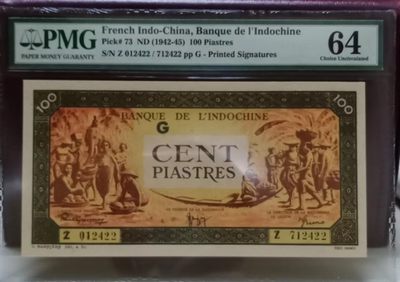 PMG
PAPER MONEY GUARANTY
French Indo-China, Banque de l'Indochine
Pick# 73 ND (1942-45) 100 Piastres
S/N Z 012422 / 712422 pp G - Printed Signatures
64
Choice Uncirculated
100
100
BANQUE DE L'INDOCHINE
G
CENT
PIASTRES
Z 012422
Z 712422